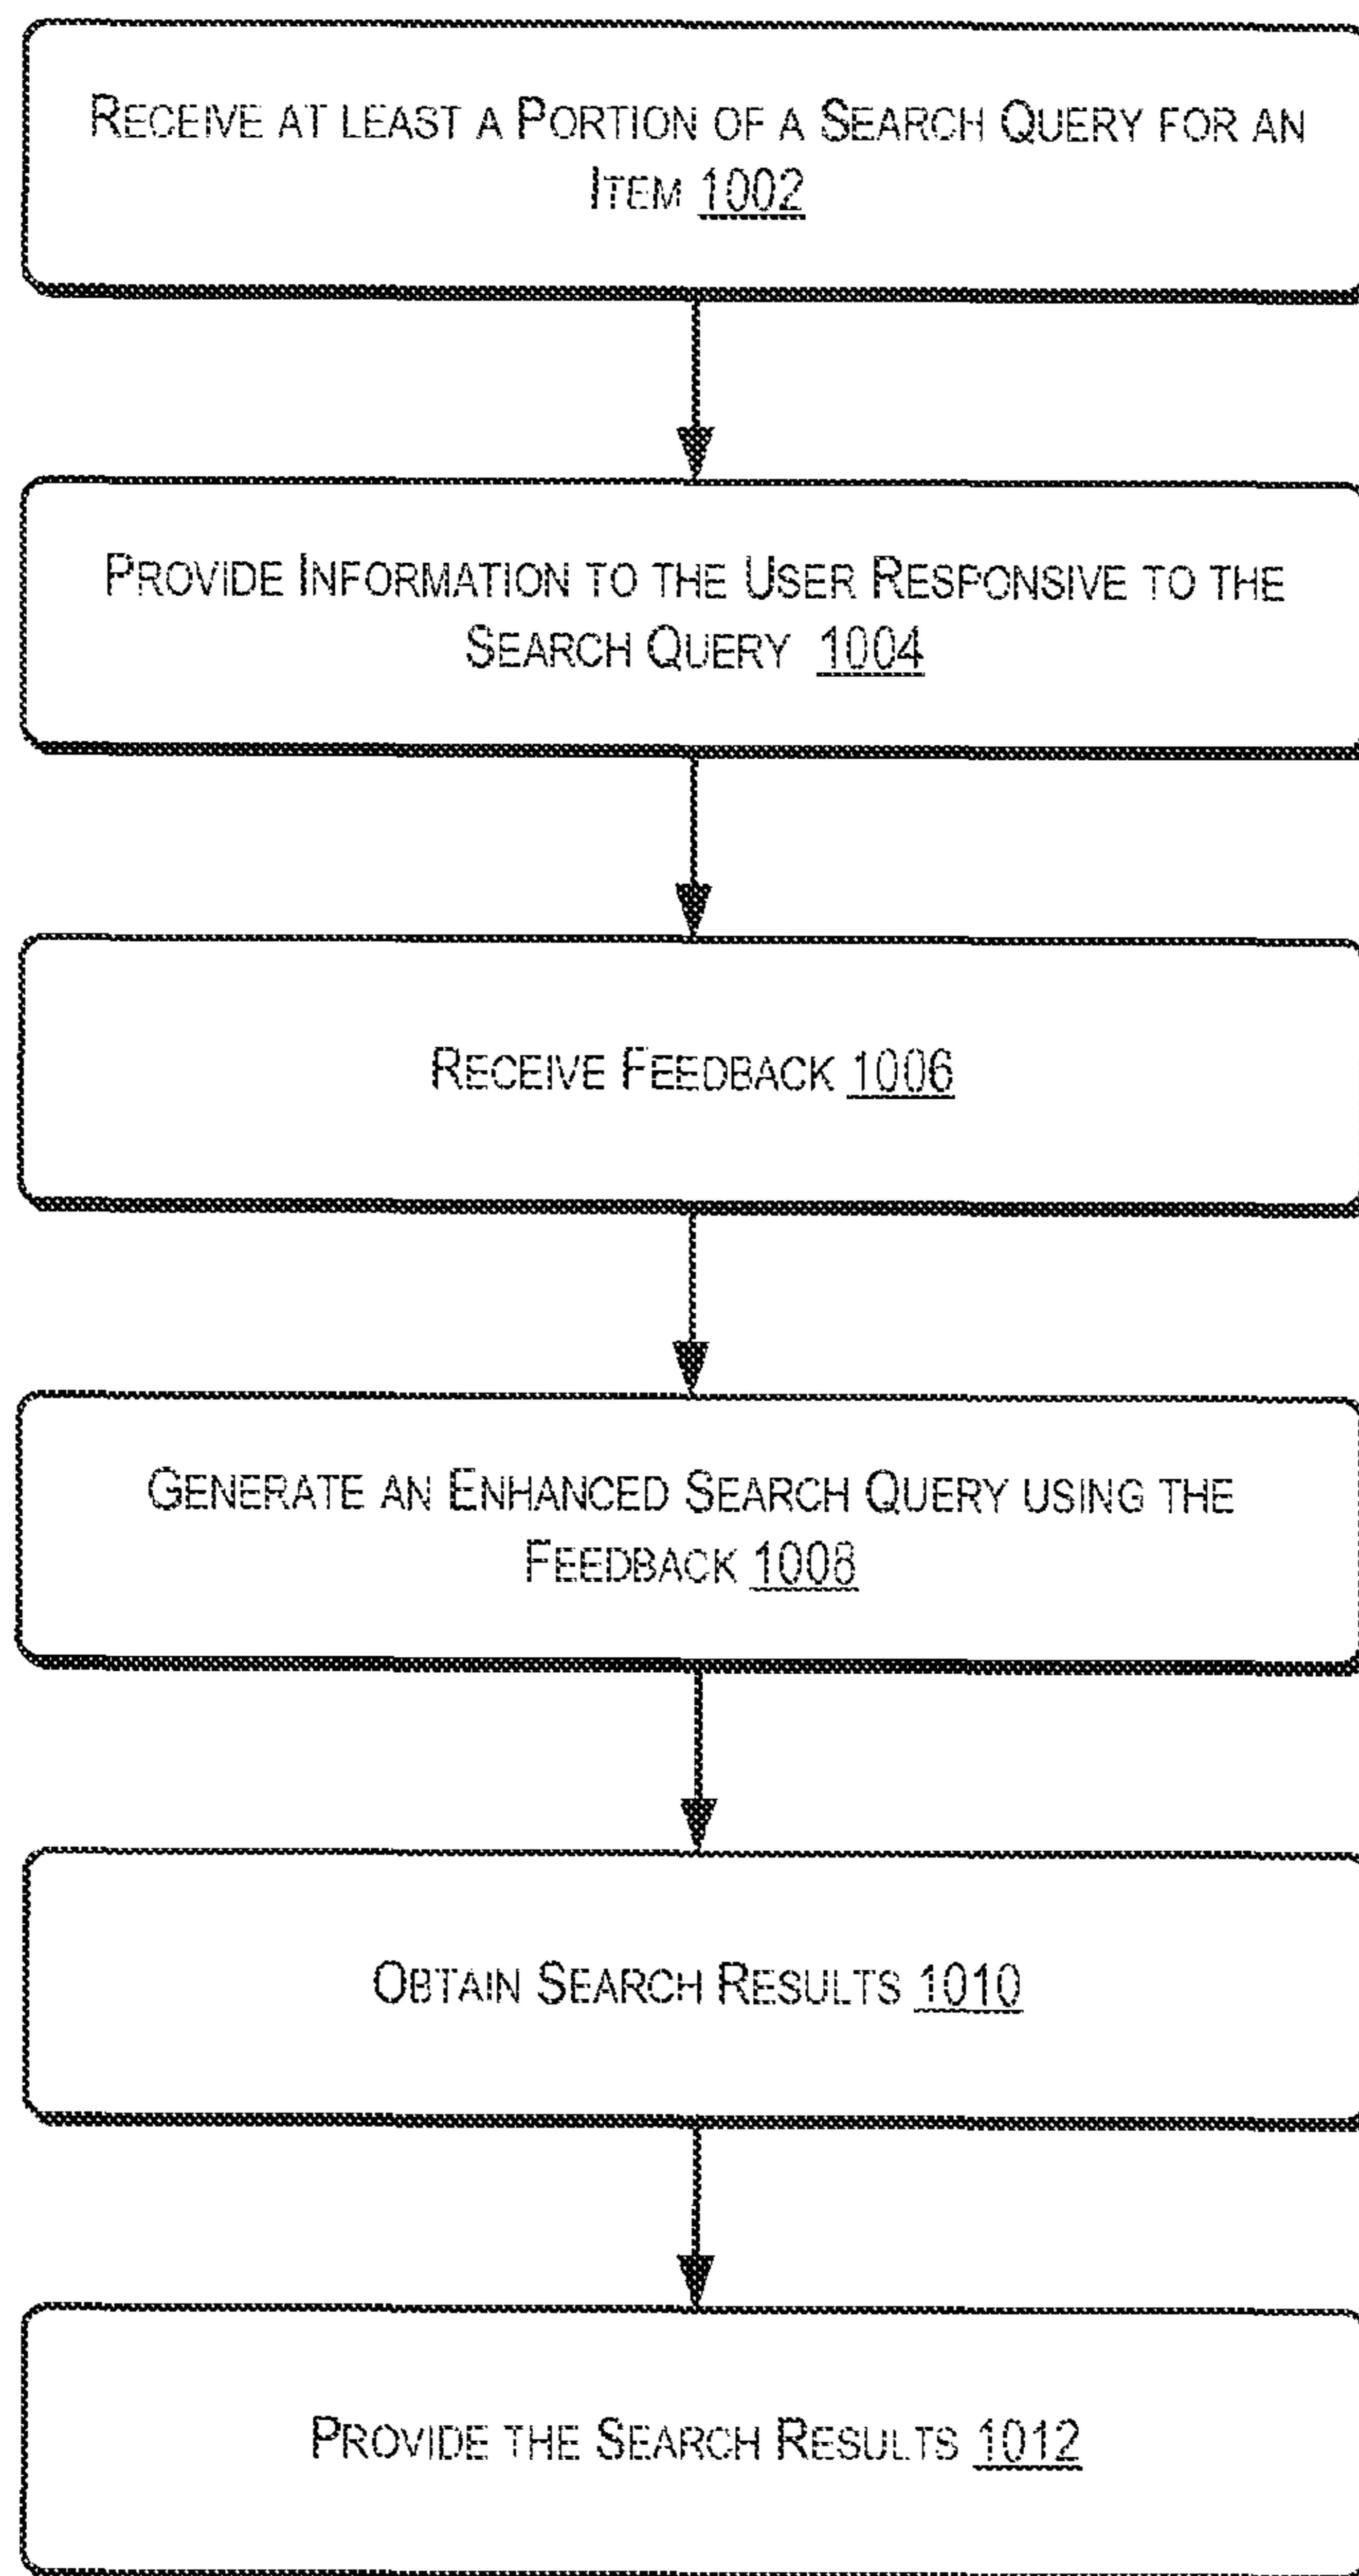 RECEIVE AT LEAST A PORTION OF A SEARCH QUERY FOR AN
ITEM 1002
PROVIDE INFORMATION TO THE USER RESPONSIVE TO THE
SEARCH QUERY 1004
RECEIVE FEEDBACK 1006
GENERATE AN ENHANCED SEARCH QUERY USING THE
FEEDBACK 1008
OBTAIN SEARCH RESULTS 1010
PROVIDE THE SEARCH RESULTS 1012